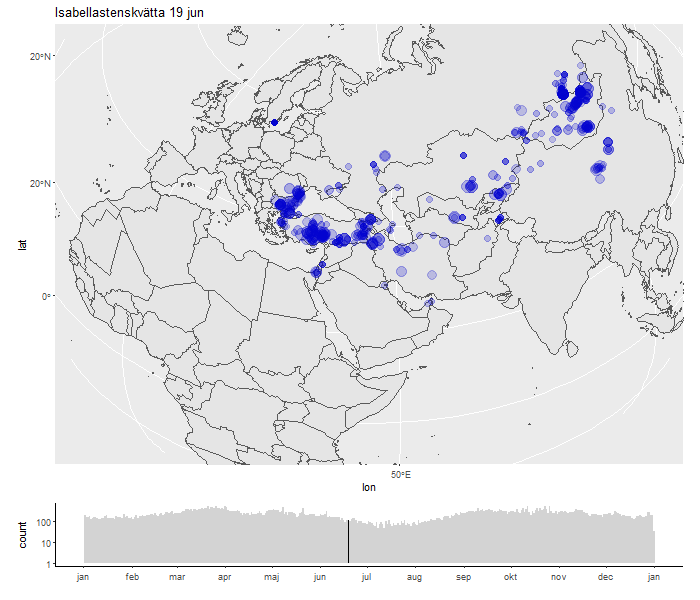 Isabellastenskvätta 19 jun
20°N
20°N
lat
0°
50°E
lon
count
100
10
1
jan feb mar apr maj jun jul aug sep okt nov dec jan